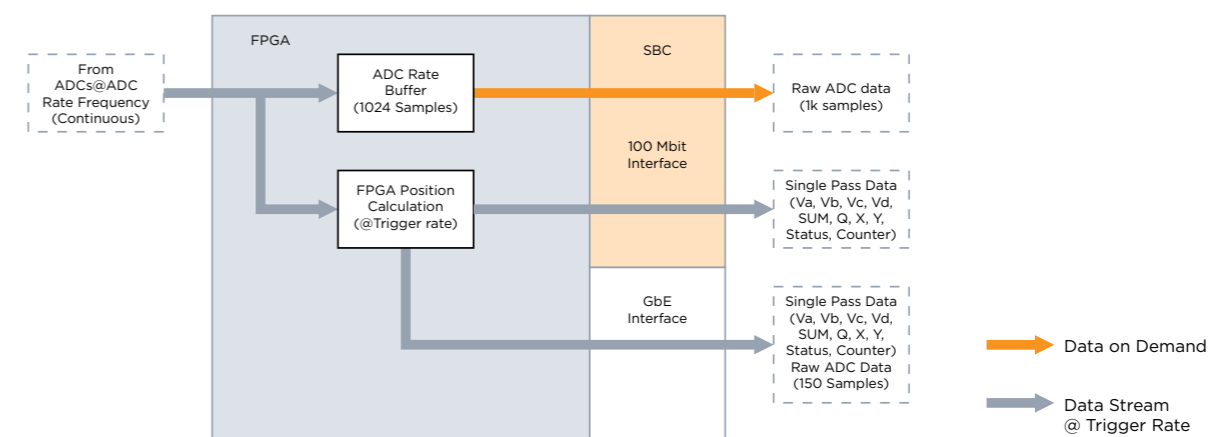 FPGA
SBC
From
ADCs@ADC
Rate Frequency
(Continuous)
ADC Rate
Buffer
(1024 Samples)
Raw ADC data
(1k samples)
100 Mbit
Interface
FPGA Position
Calculation
(@Trigger rate)
Single Pass Data
(Va, Vb, Vc, Vd,
SUM, Q, X, Y,
Status, Counter)
GbE
Interface
Single Pass Data
(Va, Vb, Vc, Vd,
SUM, Q, X, Y,
Status, Counter)
Raw ADC Data
(150 Samples)
Data on Demand
Data Stream
@ Trigger Rate